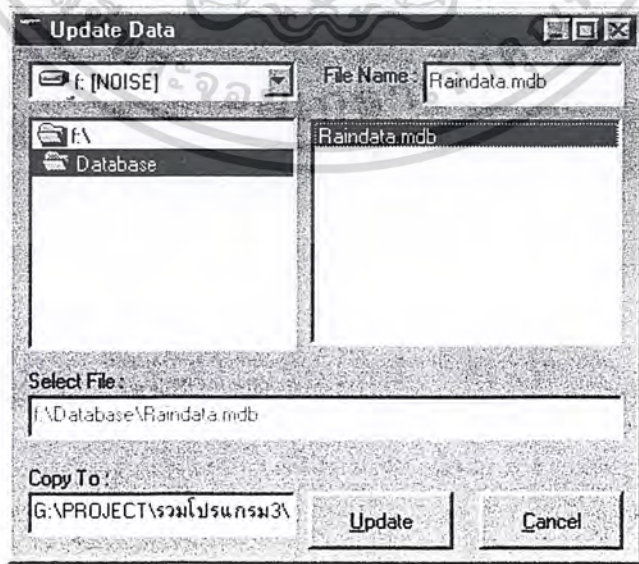 Update Data
f: [NOISE]
File Name :
Raindata.mdb
f:\
Database
Raindata.mdb
Select File :
f:\Database\Raindata.mdb
Copy To :
G:\PROJECT\รวมโปรแกรม3\
Update
Cancel